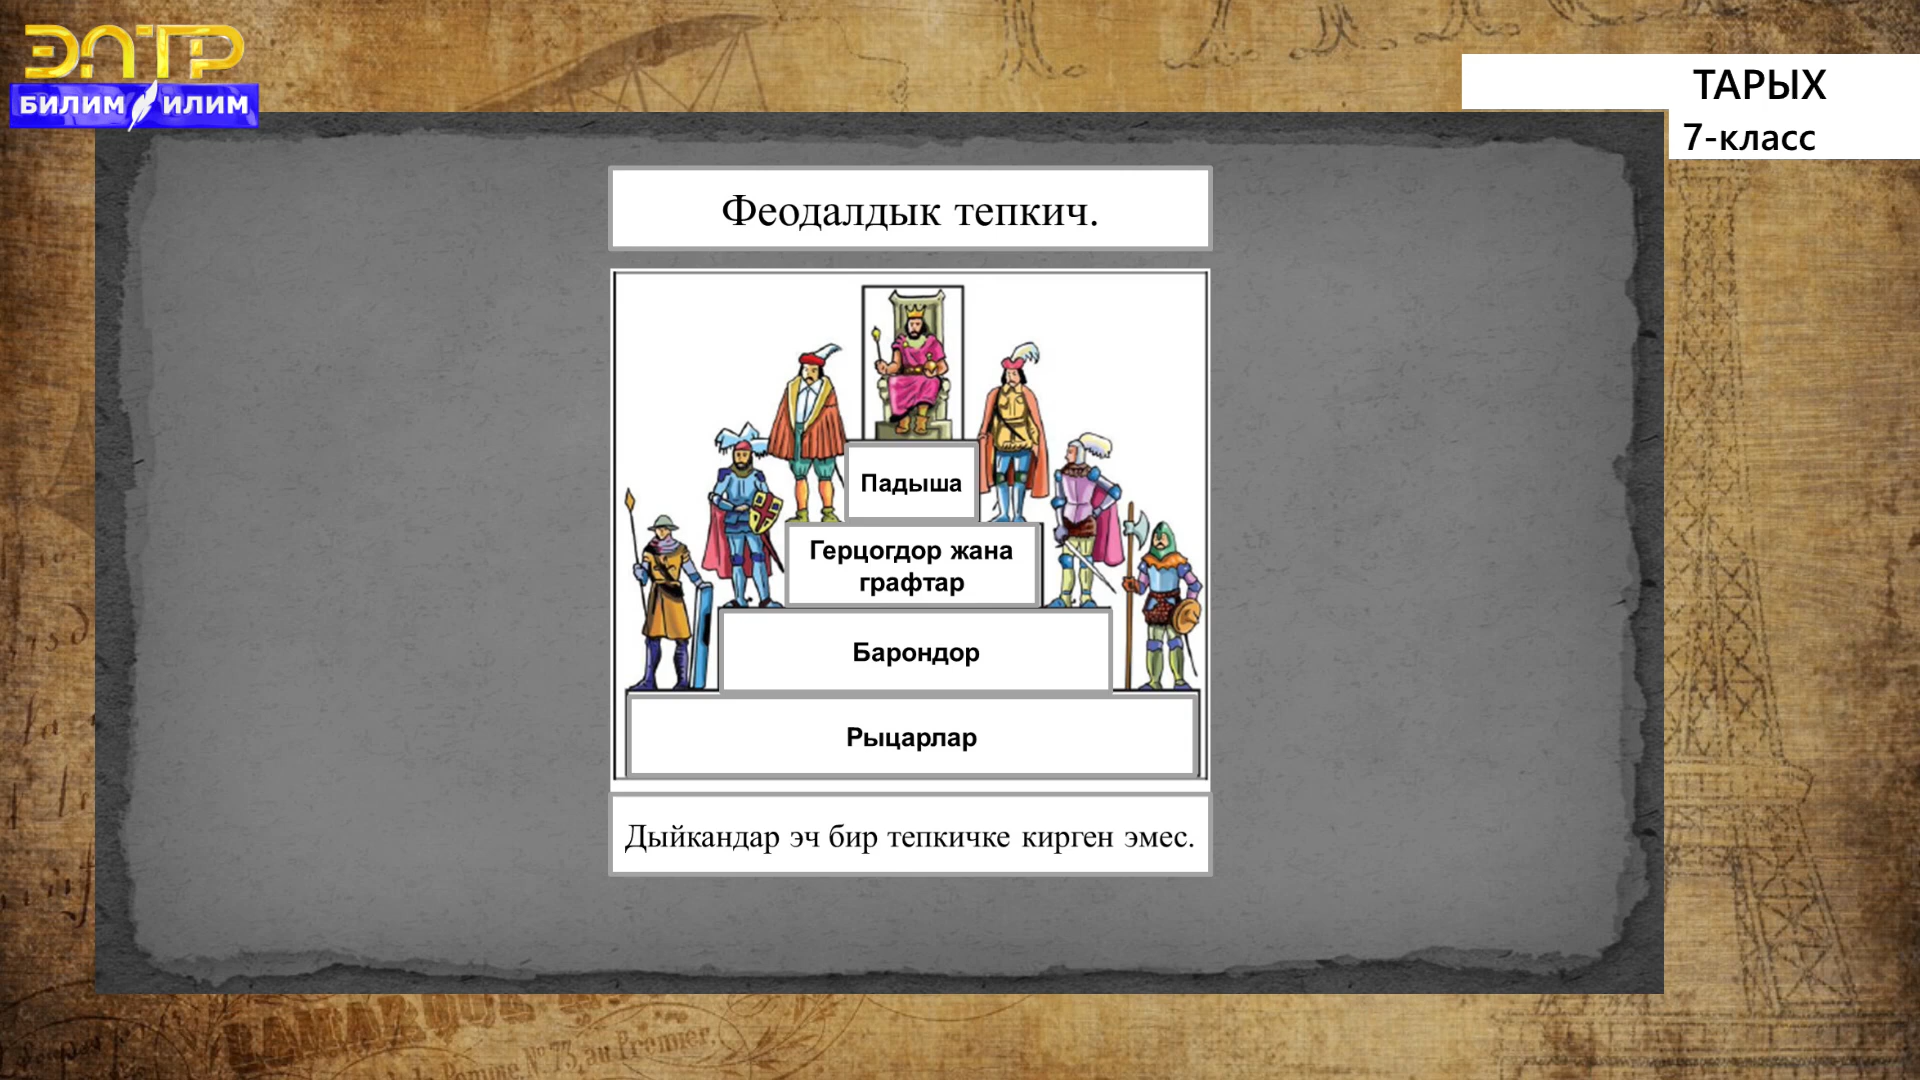 ЭЛТР
БИЛИМ ИЛИМ
ТАРЫХ
7-класс
Феодалдык тепкич.
Падыша
Герцогдор жана
графтар
Барондор
Рыцарлар
Дыйкандар эч бир тепкичке кирген эмес.